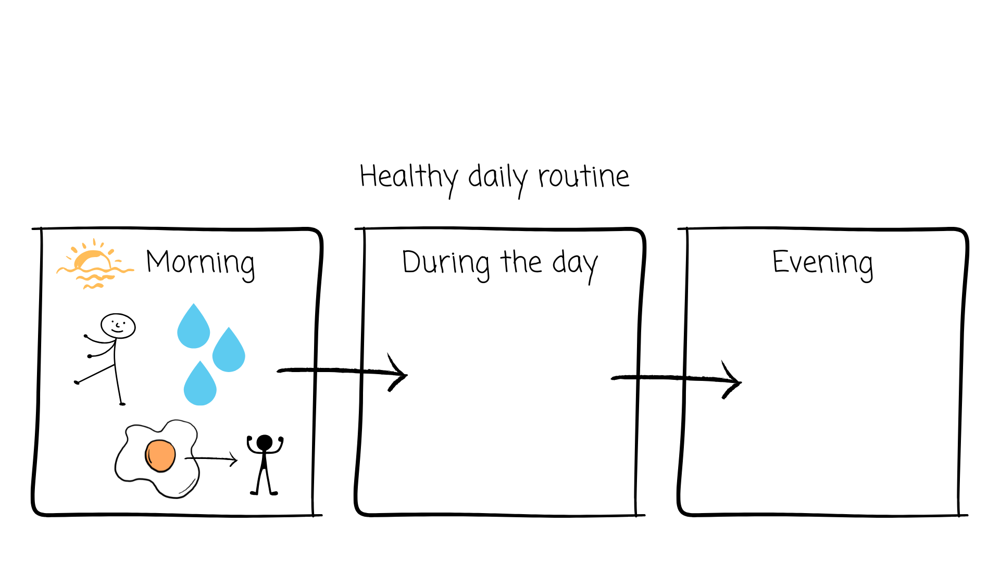 Healthy daily routine
Morning
During the day
Evening